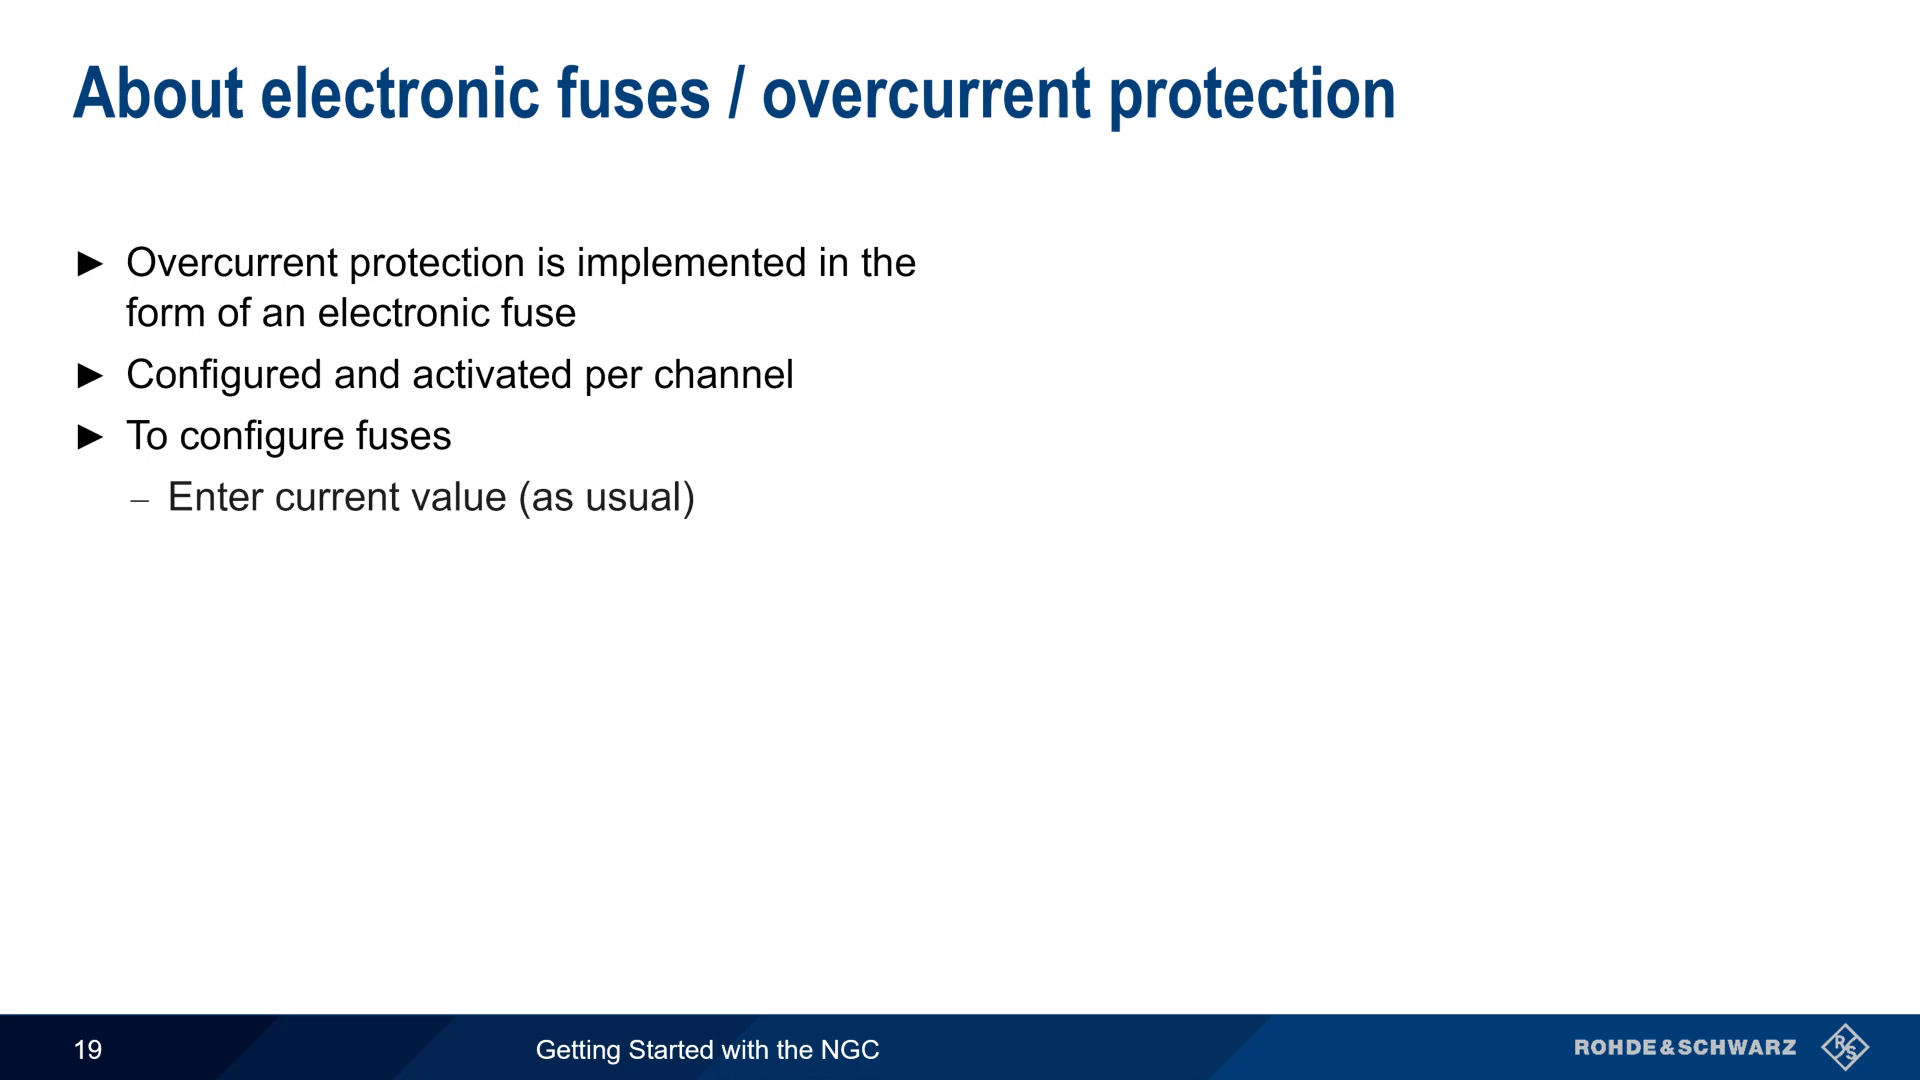 About electronic fuses / overcurrent protection
► Overcurrent protection is implemented in the
form of an electronic fuse
► Configured and activated per channel
► To configure fuses
– Enter current value (as usual)
19
Getting Started with the NGC
ROHDE & SCHWARZ
R S